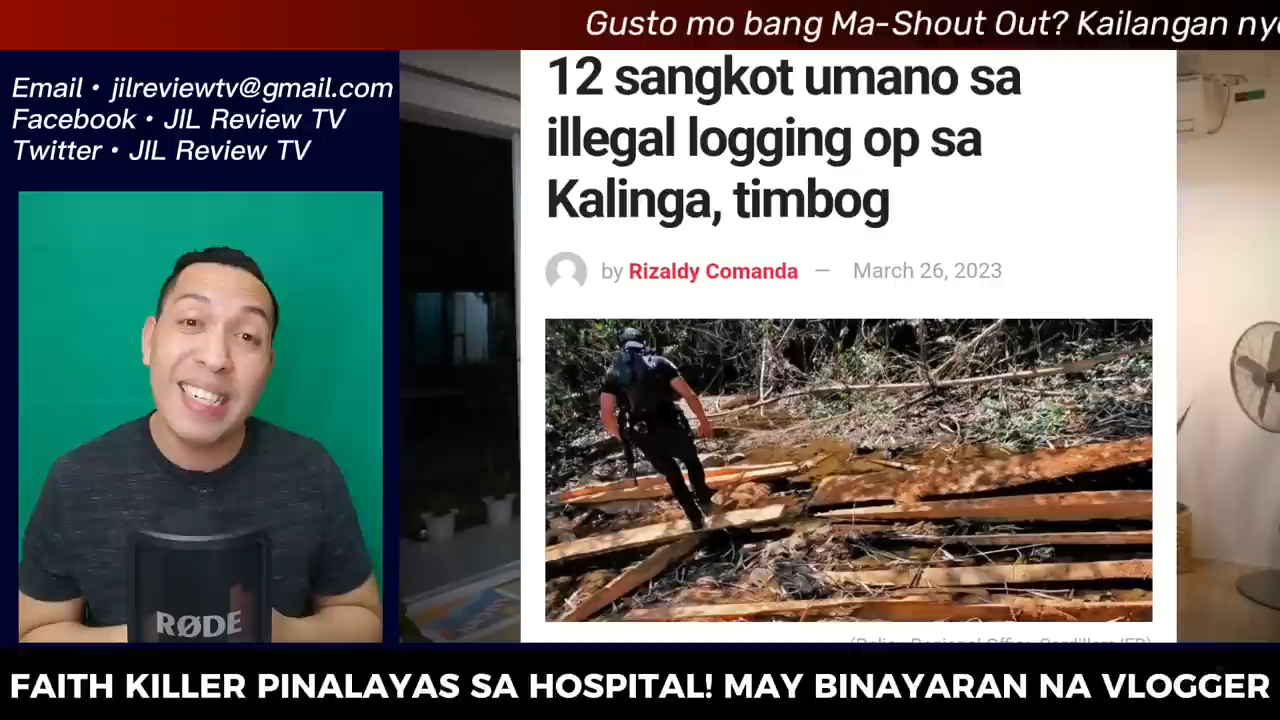 Gusto mo bang Ma-Shout Out? Kailangan
Email • jilreviewtv@gmail.com
Facebook • JIL Review TV
Twitter • JIL Review TV
12 sangkot umano sa
illegal logging op sa
Kalinga, timbog
by Rizaldy Comanda — March 26, 2023
RØDE
FAITH KILLER PINALAYAS SA HOSPITAL! MAY BINAYARAN NA VLOGGER